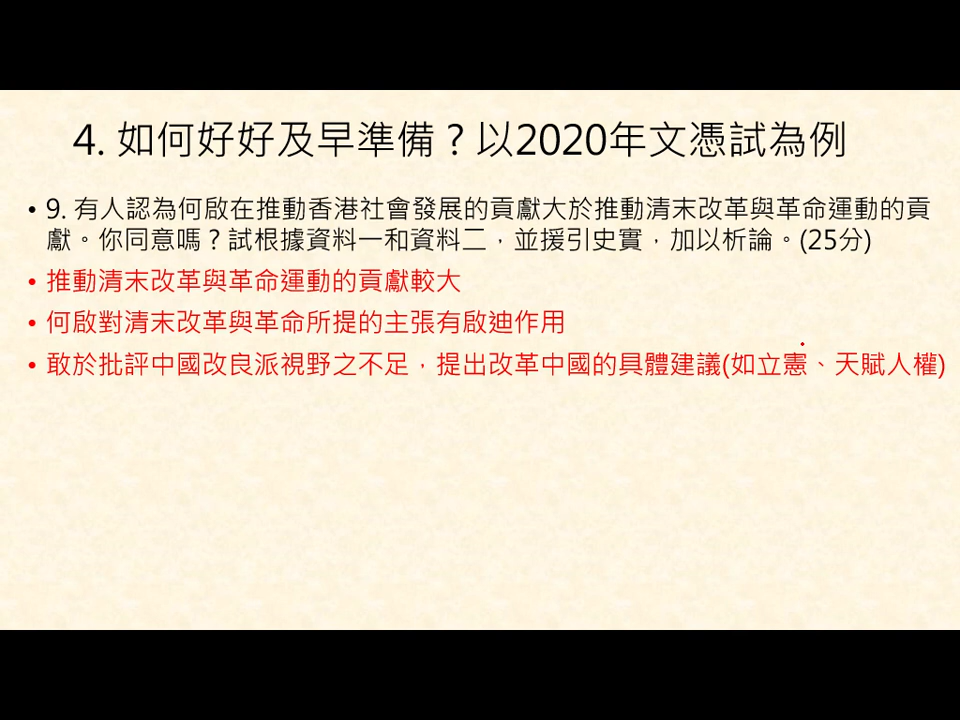 4. 如何好好及早準備？以2020年文憑試為例
• 9. 有人認為何啟在推動香港社會發展的貢獻大於推動清末改革與革命運動的貢
獻。你同意嗎？試根據資料一和資料二，並援引史實，加以析論。(25分)
• 推動清末改革與革命運動的貢獻較大
• 何啟對清末改革與革命所提的主張有啟迪作用
• 敢於批評中國改良派視野之不足，提出改革中國的具體建議(如立憲、天賦人權)